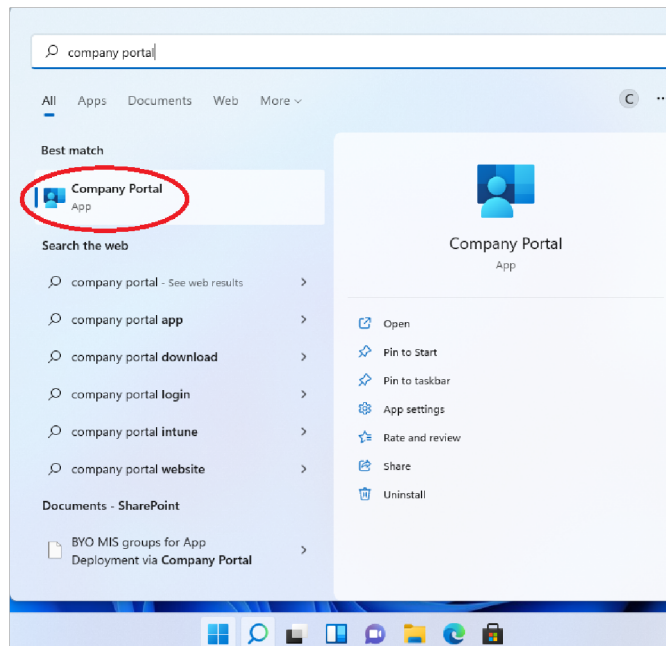 company portal
All Apps Documents Web More
C
Best match
Company Portal
App
Search the web
company portal - See web results
company portal app
company portal download
company portal login
company portal intune
company portal website
Documents - SharePoint
BYO MIS groups for App
Deployment via Company Portal
Company Portal
App
Open
Pin to Start
Pin to taskbar
App settings
Rate and review
Share
Uninstall